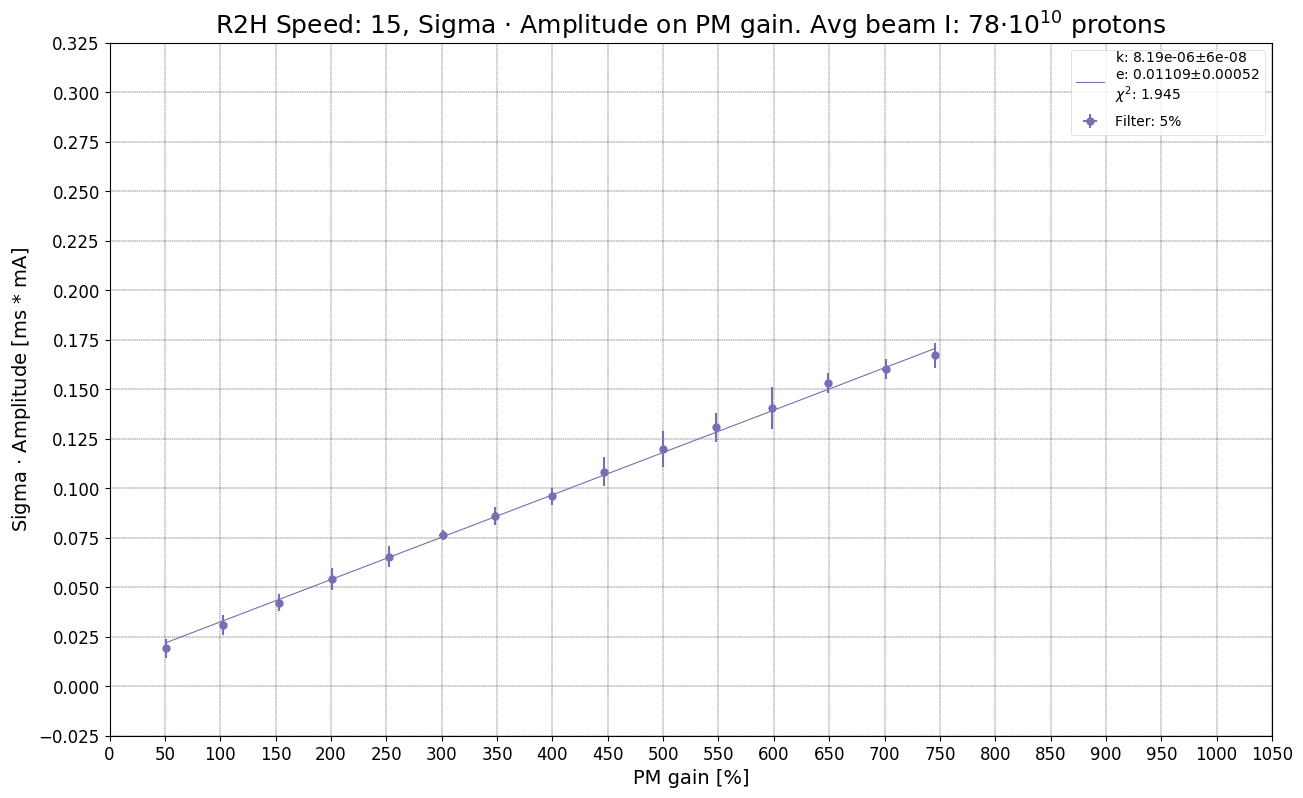 R2H Speed: 15, Sigma · Amplitude on PM gain. Avg beam I: 78·10¹⁰ protons
k: 8.19e-06±6e-08
e: 0.01109±0.00052
χ²: 1.945
Filter: 5%
Sigma · Amplitude [ms * mA]
0.325
0.300
0.275
0.250
0.225
0.200
0.175
0.150
0.125
0.100
0.075
0.050
0.025
0.000
−0.025
0 50 100 150 200 250 300 350 400 450 500 550 600 650 700 750 800 850 900 950 1000 1050
PM gain [%]